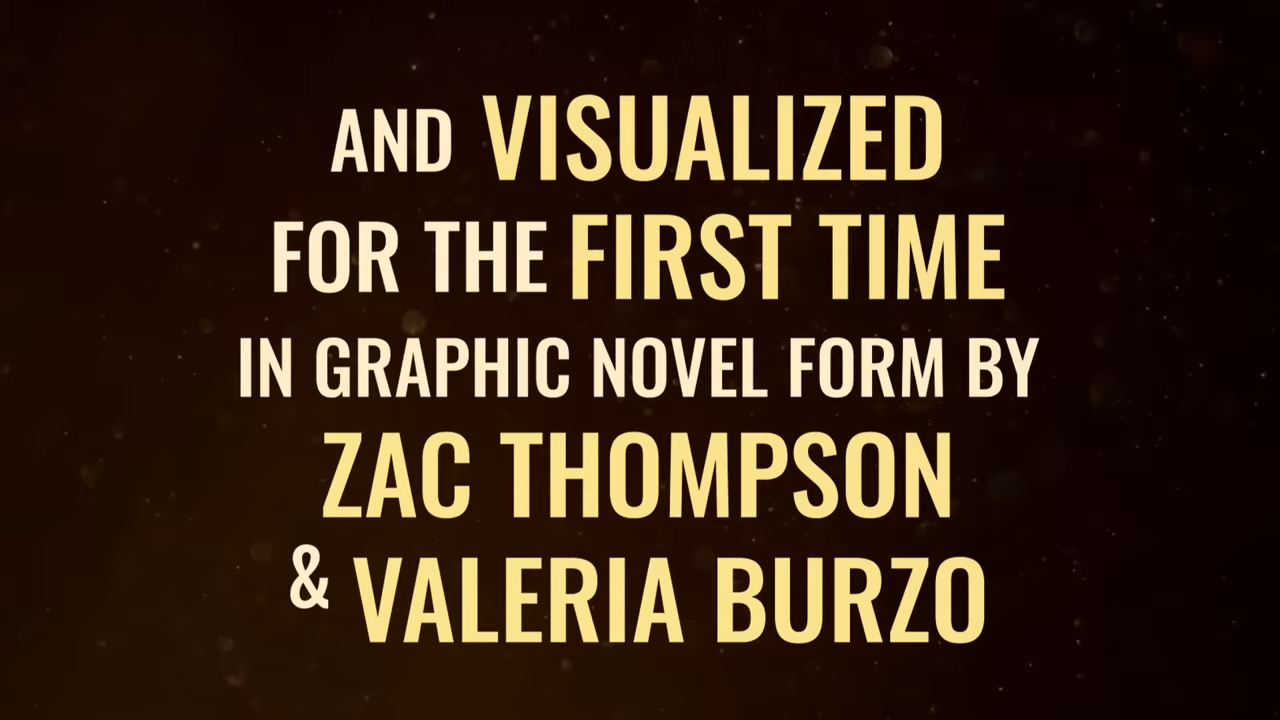 AND VISUALIZED
FOR THE FIRST TIME
IN GRAPHIC NOVEL FORM BY
ZAC THOMPSON
& VALERIA BURZO